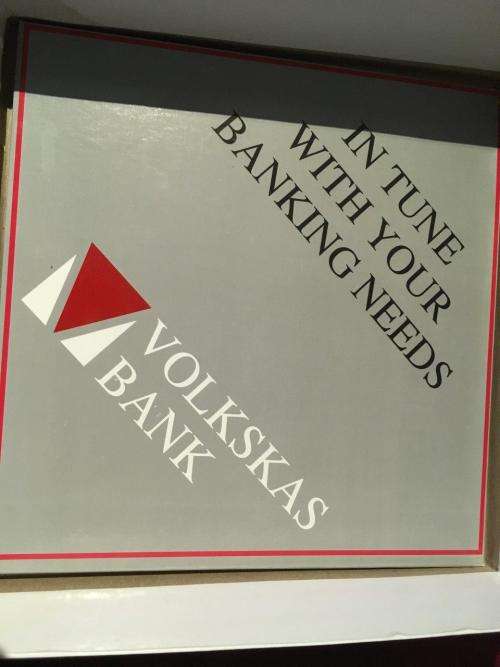 IN TUNE
WITH YOUR
BANKING NEEDS
VOLKSKAS
BANK